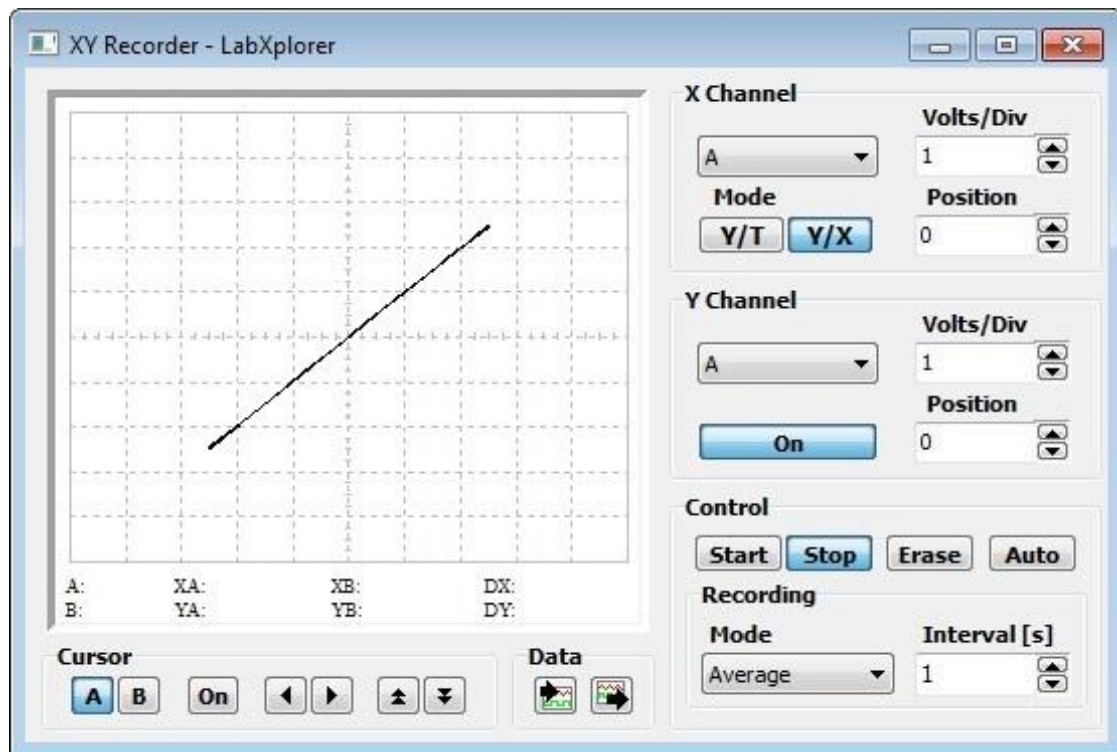 XY Recorder - LabXplorer
A: XA: XB: DX:
B: YA: YB: DY:
Cursor
A B On
Data
X Channel
Volts/Div
A 1
Mode Position
Y/T Y/X 0
Y Channel
Volts/Div
A 1
Position
On 0
Control
Start Stop Erase Auto
Recording
Mode Interval [s]
Average 1